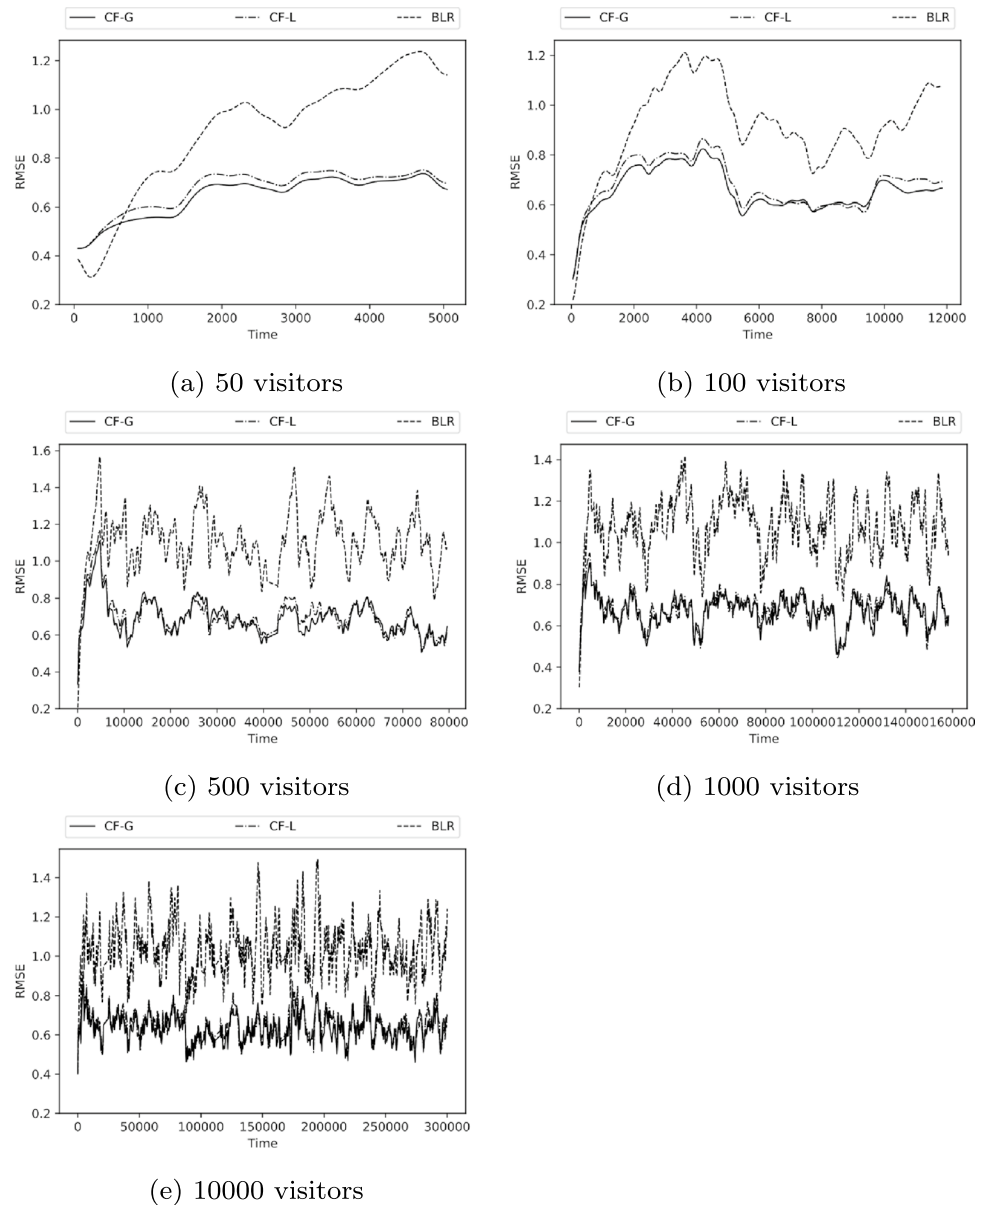 CF-G CF-L BLR
1.2
1.0
0.8
0.6
0.4
0.2
RMSE
0 1000 2000 3000 4000 5000
Time
(a) 50 visitors
CF-G CF-L BLR
1.2
1.0
0.8
0.6
0.4
0.2
RMSE
0 2000 4000 6000 8000 10000 12000
Time
(b) 100 visitors
CF-G CF-L BLR
1.6
1.4
1.2
1.0
0.8
0.6
0.4
0.2
RMSE
0 10000 20000 30000 40000 50000 60000 70000 80000
Time
(c) 500 visitors
CF-G CF-L BLR
1.4
1.2
1.0
0.8
0.6
0.4
0.2
RMSE
0 20000 40000 60000 80000 100000 120000 140000 160000
Time
(d) 1000 visitors
CF-G CF-L BLR
1.4
1.2
1.0
0.8
0.6
0.4
0.2
RMSE
0 50000 100000 150000 200000 250000 300000
Time
(e) 10000 visitors